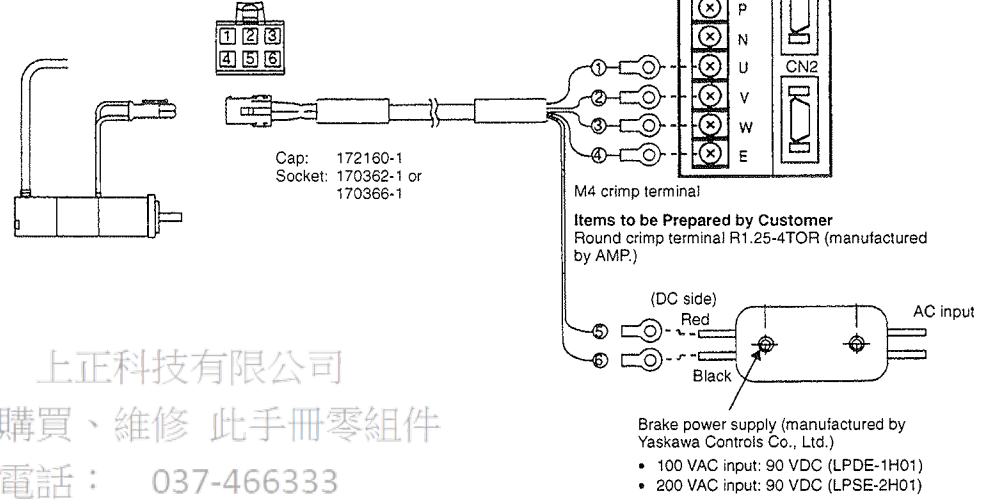 P
1 2 3
N
4 5 6
① U CN2
② V
③ W
④ E
Cap: 172160-1
Socket: 170362-1 or
170366-1
M4 crimp terminal
Items to be Prepared by Customer
Round crimp terminal R1.25-4TOR (manufactured
by AMP.)
(DC side)
Red
AC input
⑤
⑥
Black
Brake power supply (manufactured by
Yaskawa Controls Co., Ltd.)
• 100 VAC input: 90 VDC (LPDE-1H01)
• 200 VAC input: 90 VDC (LPSE-2H01)
上正科技有限公司
購買、維修 此手冊零組件
電話： 037-466333